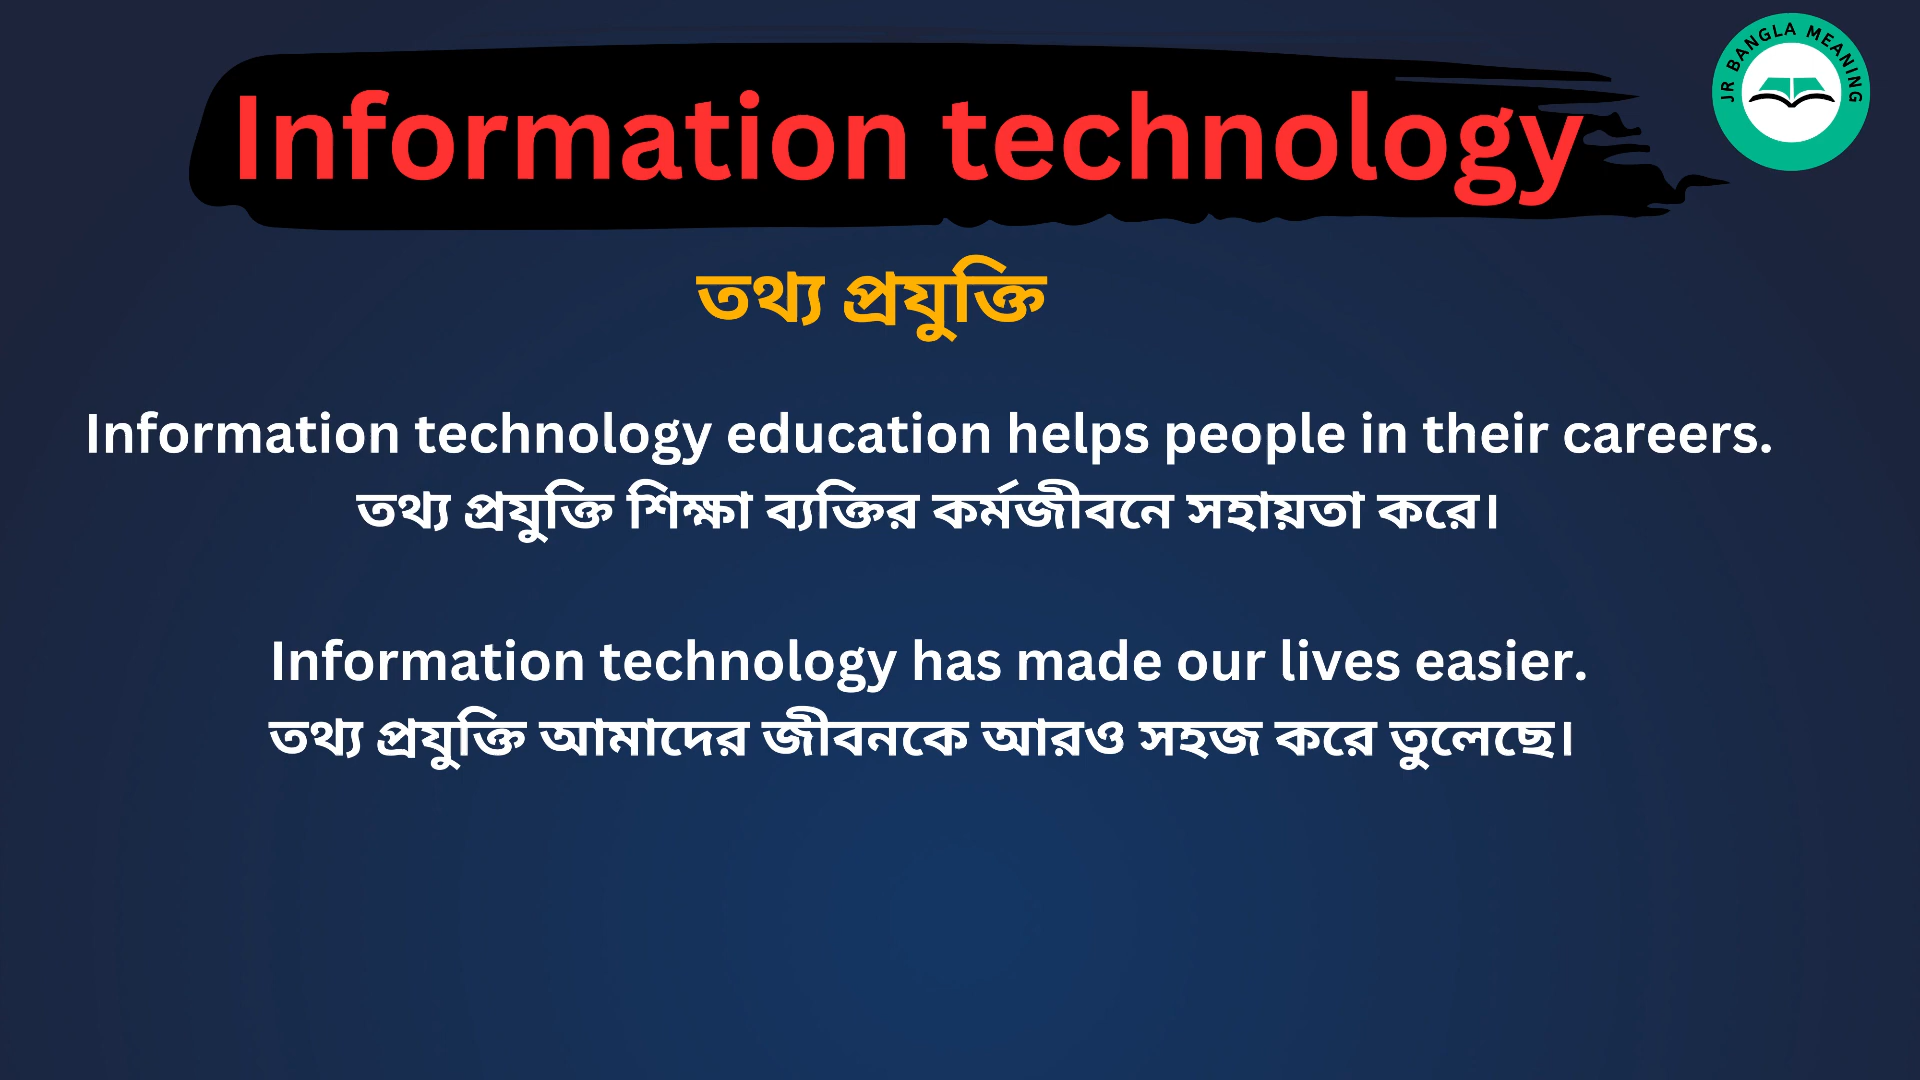 Information technology
JR BANGLA MEANING
তথ্য প্রযুক্তি
Information technology education helps people in their careers.
তথ্য প্রযুক্তি শিক্ষা ব্যক্তির কর্মজীবনে সহায়তা করে।
Information technology has made our lives easier.
তথ্য প্রযুক্তি আমাদের জীবনকে আরও সহজ করে তুলেছে।